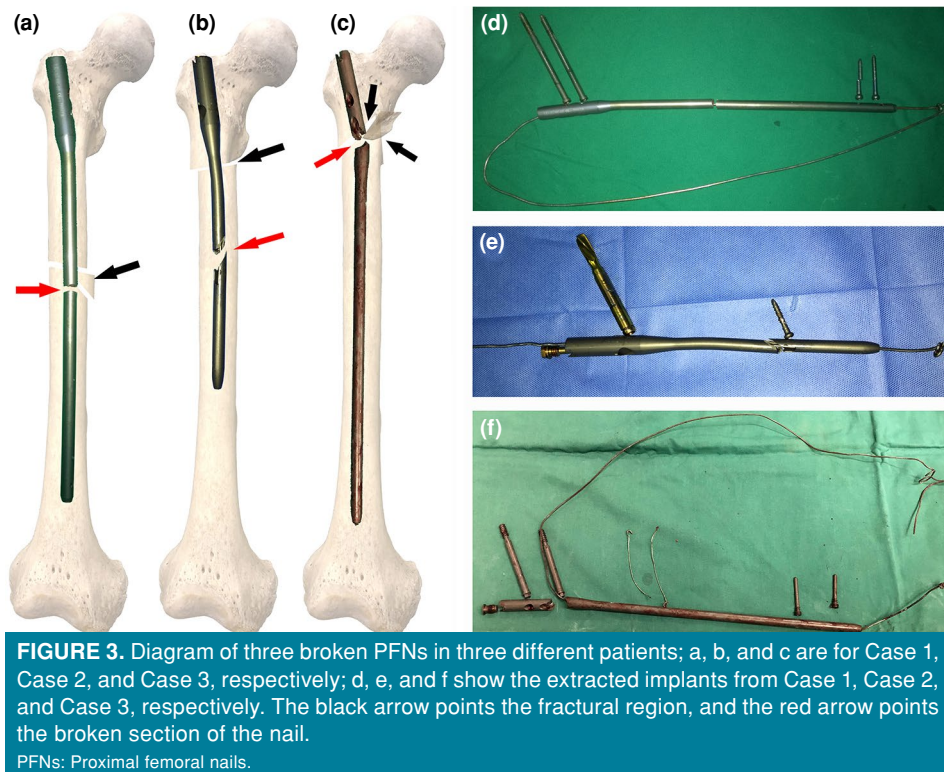 (a)
(b)
(c)
(d)
(e)
(f)
FIGURE 3. Diagram of three broken PFNs in three different patients; a, b, and c are for Case 1,
Case 2, and Case 3, respectively; d, e, and f show the extracted implants from Case 1, Case 2,
and Case 3, respectively. The black arrow points the fractural region, and the red arrow points
the broken section of the nail.
PFNs: Proximal femoral nails.